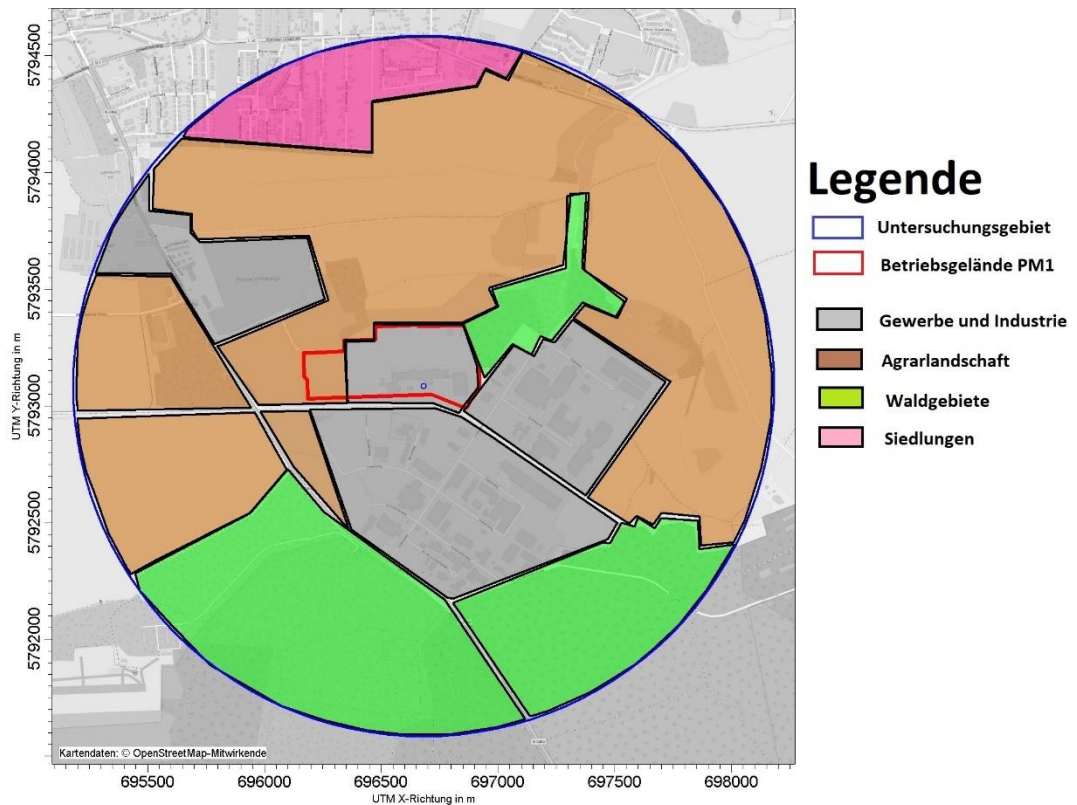 5794500
5794000
5793500
5793000
5792500
5792000
UTM Y-Richtung in m
Kartendaten: © OpenStreetMap-Mitwirkende
695500
696000
696500
697000
697500
698000
UTM X-Richtung in m
Legende
Untersuchungsgebiet
Betriebsgelände PM1
Gewerbe und Industrie
Agrarlandschaft
Waldgebiete
Siedlungen